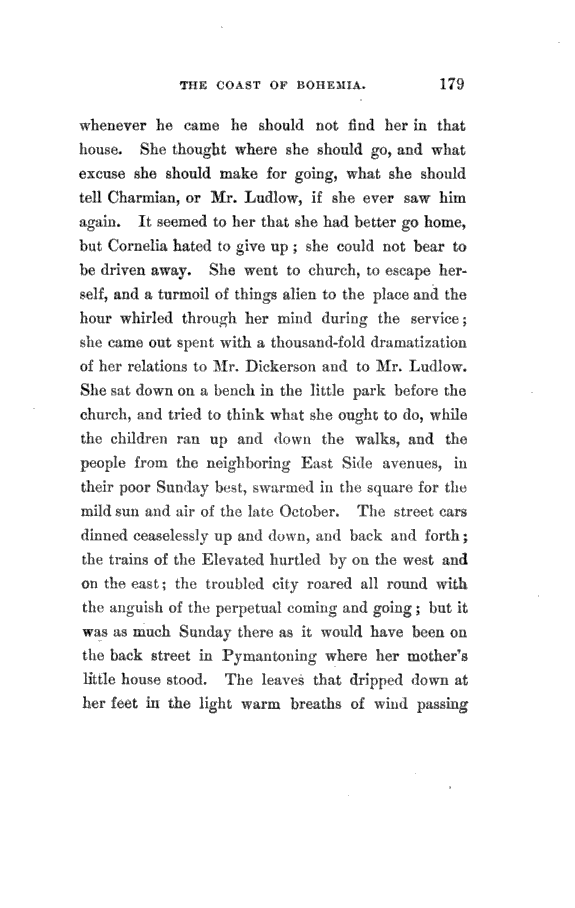 THE COAST OF BOHEMIA. 179
whenever he came he should not find her in that
house. She thought where she should go, and what
excuse she should make for going, what she should
tell Charmian, or Mr. Ludlow, if she ever saw him
again. It seemed to her that she had better go home,
but Cornelia hated to give up ; she could not bear to
be driven away. She went to church, to escape her-
self, and a turmoil of things alien to the place and the
hour whirled through her mind during the service ;
she came out spent with a thousand-fold dramatization
of her relations to Mr. Dickerson and to Mr. Ludlow.
She sat down on a bench in the little park before the
church, and tried to think what she ought to do, while
the children ran up and down the walks, and the
people from the neighboring East Side avenues, in
their poor Sunday best, swarmed in the square for the
mild sun and air of the late October. The street cars
dinned ceaselessly up and down, and back and forth ;
the trains of the Elevated hurtled by on the west and
on the east ; the troubled city roared all round with
the anguish of the perpetual coming and going ; but it
was as much Sunday there as it would have been on
the back street in Pymantoning where her mother's
little house stood. The leaves that dripped down at
her feet in the light warm breaths of wind passing